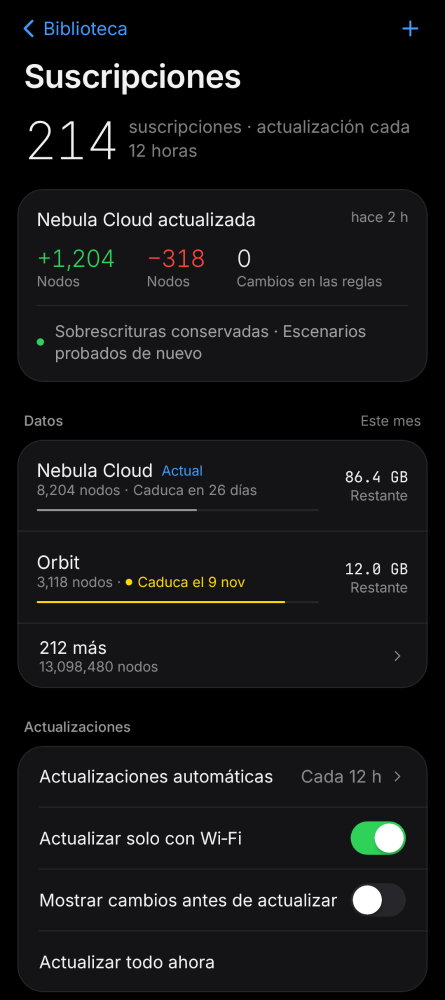 Biblioteca
Suscripciones
214 suscripciones · actualización cada
12 horas
Nebula Cloud actualizada hace 2 h
+1,204 −318 0
Nodos Nodos Cambios en las reglas
Sobrescrituras conservadas · Escenarios
probados de nuevo
Datos Este mes
Nebula Cloud Actual 86.4 GB
8,204 nodos · Caduca en 26 días Restante
Orbit 12.0 GB
3,118 nodos · Caduca el 9 nov Restante
212 más
13,098,480 nodos
Actualizaciones
Actualizaciones automáticas Cada 12 h
Actualizar solo con Wi-Fi
Mostrar cambios antes de actualizar
Actualizar todo ahora